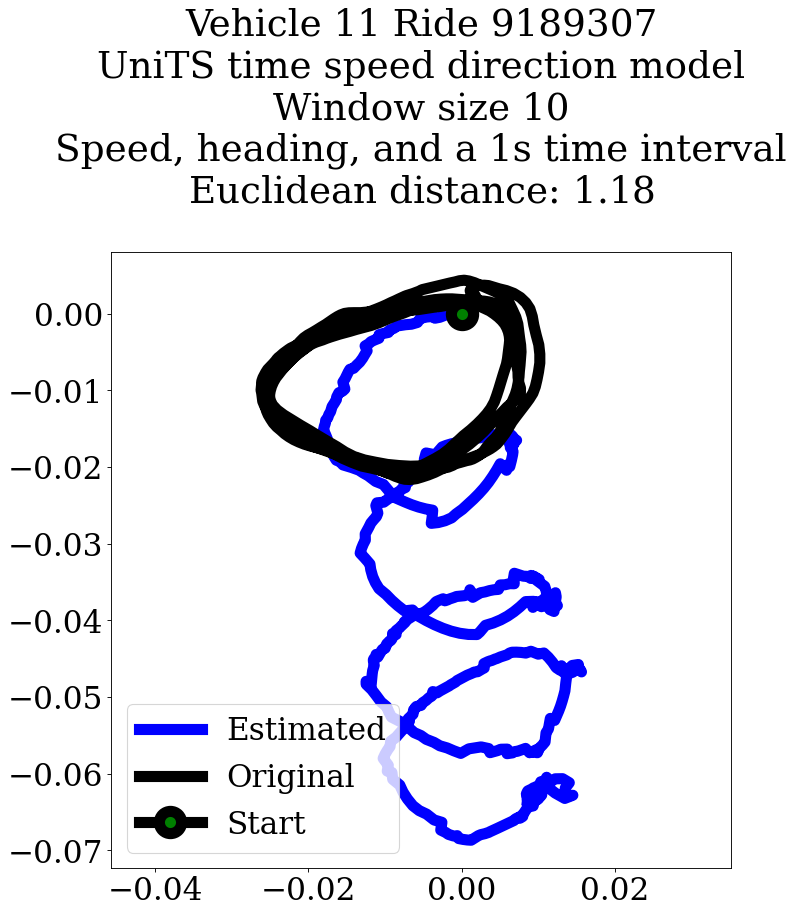 Vehicle 11 Ride 9189307
UniTS time speed direction model
Window size 10
Speed, heading, and a 1s time interval
Euclidean distance: 1.18
0.00
−0.01
−0.02
−0.03
−0.04
−0.05
−0.06
−0.07
Estimated
Original
Start
−0.04
−0.02
0.00
0.02